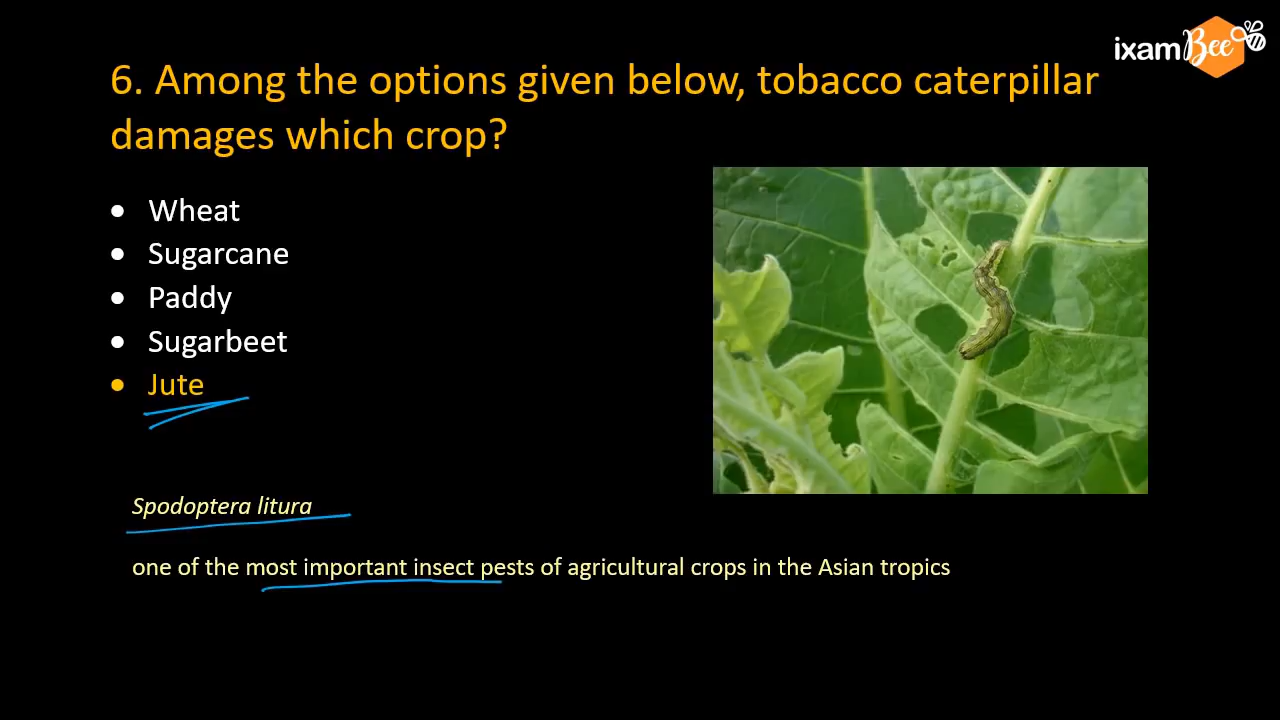 ixamBee
6. Among the options given below, tobacco caterpillar
damages which crop?
• Wheat
• Sugarcane
• Paddy
• Sugarbeet
• Jute
Spodoptera litura
one of the most important insect pests of agricultural crops in the Asian tropics